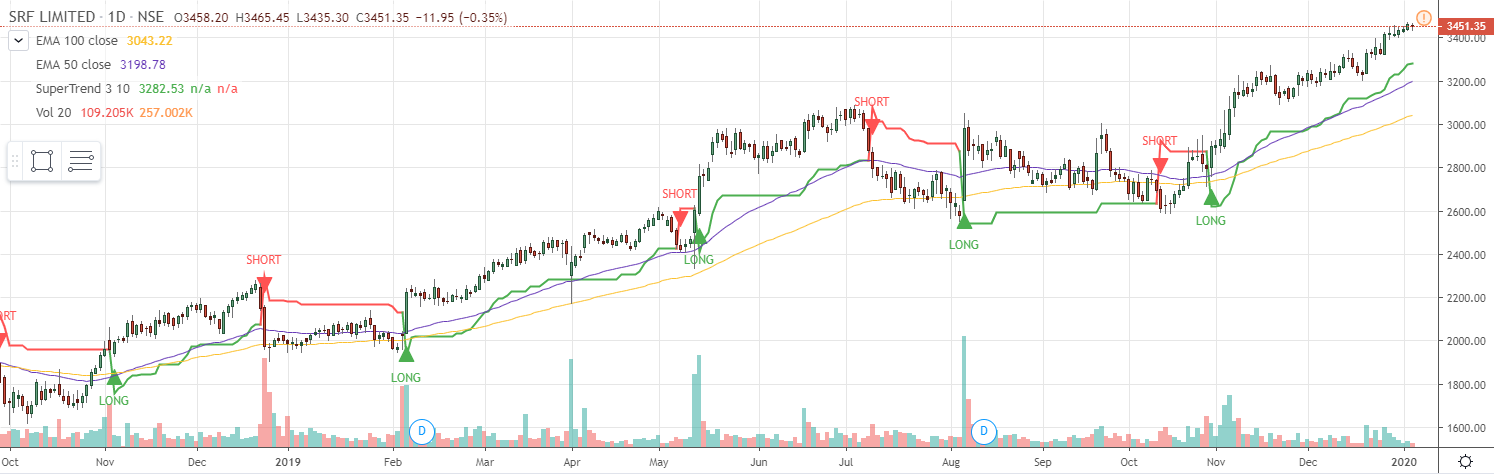 SRF LIMITED · 1D · NSE O3458.20 H3465.45 L3435.30 C3451.35 −11.95 (−0.35%)
EMA 100 close 3043.22
EMA 50 close 3198.78
SuperTrend 3 10 3282.53 n/a n/a
Vol 20 109.205K 257.002K
3451.35
3400.00
3200.00
3000.00
2800.00
2600.00
2400.00
2200.00
2000.00
1800.00
1600.00
SHORT
SHORT
SHORT
SHORT
LONG
LONG
LONG
LONG
LONG
D
D
Oct Nov Dec 2019 Feb Mar Apr May Jun Jul Aug Sep Oct Nov Dec 2020